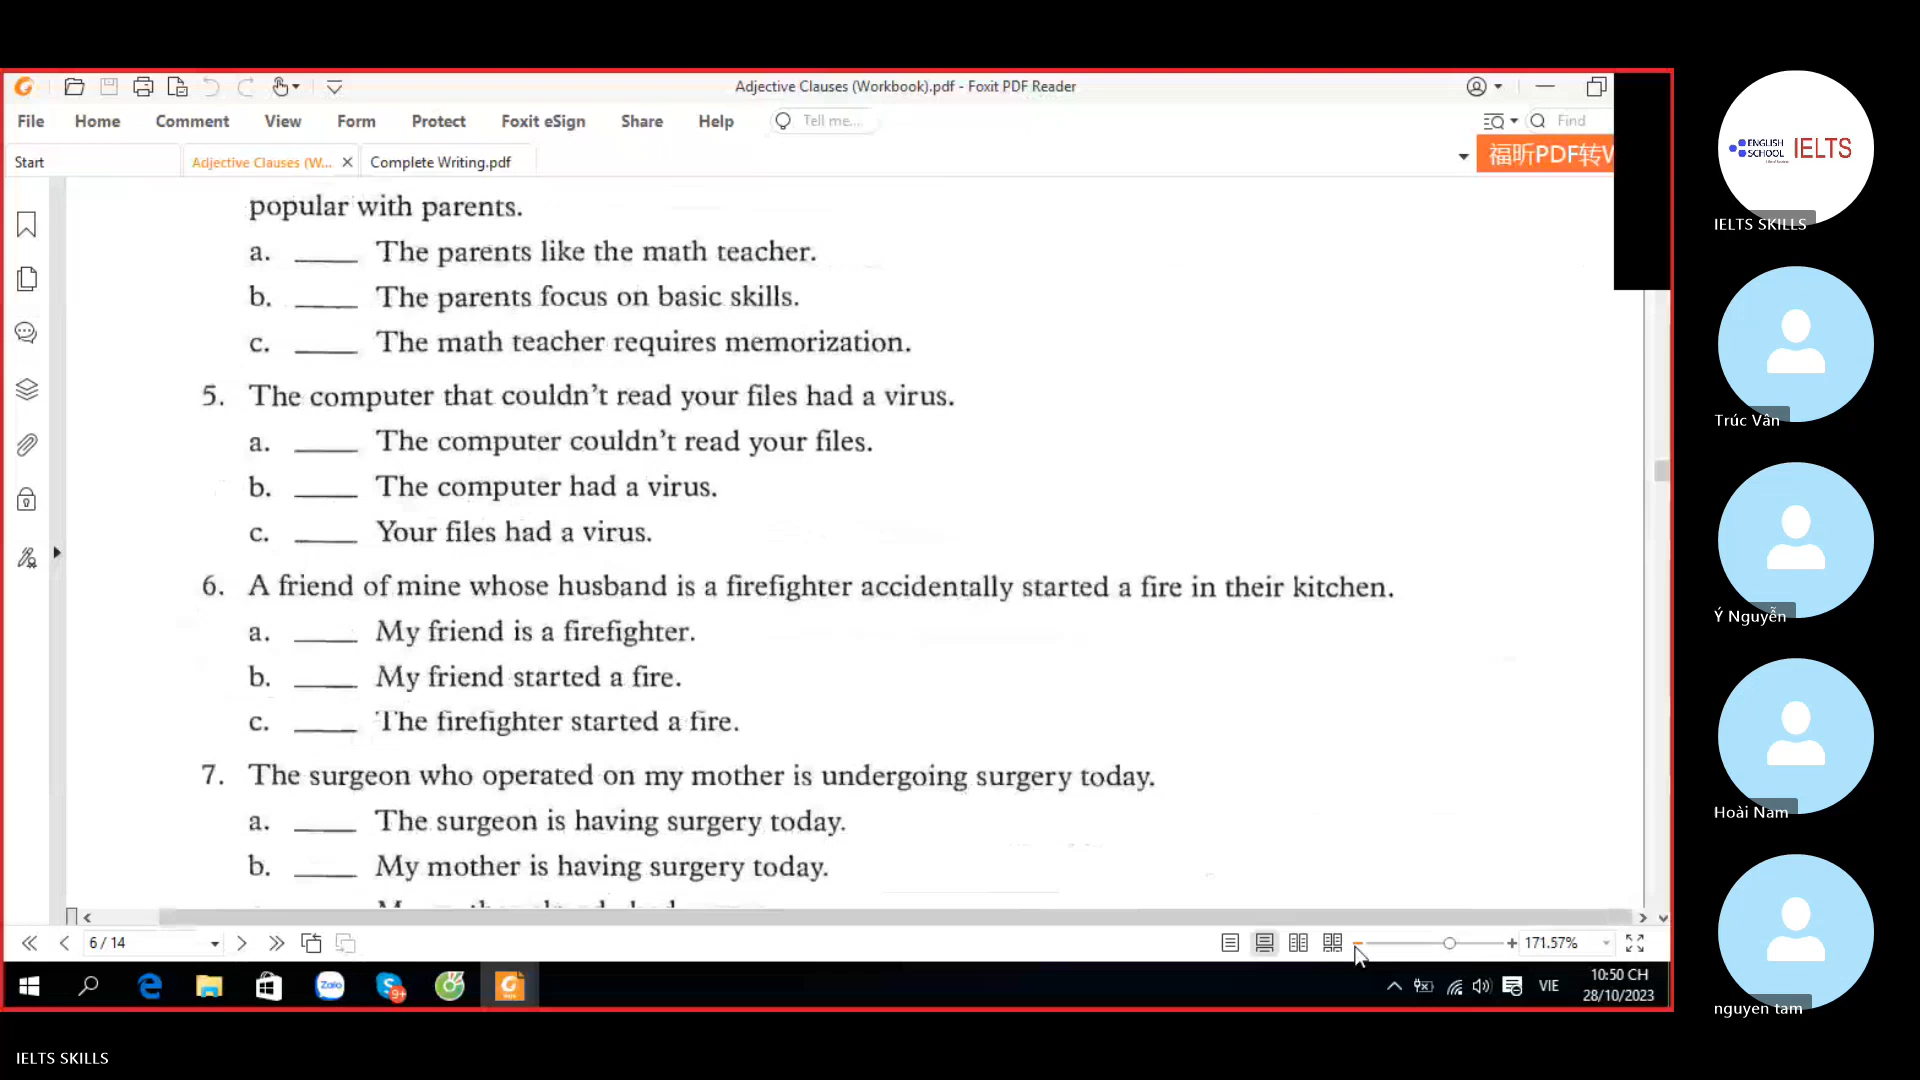 Adjective Clauses (Workbook).pdf - Foxit PDF Reader
File Home Comment View Form Protect Foxit eSign Share Help Tell me... Find
Start Adjective Clauses (W... Complete Writing.pdf 福昕PDF转W
popular with parents.
a. ____ The parents like the math teacher.
b. ____ The parents focus on basic skills.
c. ____ The math teacher requires memorization.
5. The computer that couldn't read your files had a virus.
a. ____ The computer couldn't read your files.
b. ____ The computer had a virus.
c. ____ Your files had a virus.
6. A friend of mine whose husband is a firefighter accidentally started a fire in their kitchen.
a. ____ My friend is a firefighter.
b. ____ My friend started a fire.
c. ____ The firefighter started a fire.
7. The surgeon who operated on my mother is undergoing surgery today.
a. ____ The surgeon is having surgery today.
b. ____ My mother is having surgery today.
6 / 14 171.57%
Zalo 9+ VIE 10:50 CH
28/10/2023
ENGLISH SCHOOL IELTS
IELTS SKILLS
Trúc Vân
Ý Nguyễn
Hoài Nam
nguyen tam
IELTS SKILLS